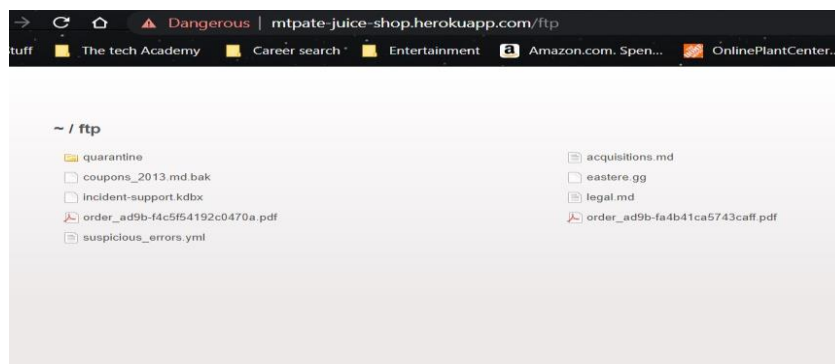 Dangerous | mtpate-juice-shop.herokuapp.com/ftp
tuff The tech Academy Career search Entertainment a Amazon.com. Spen... OnlinePlantCenter..
~ / ftp
quarantine acquisitions.md
coupons_2013.md.bak eastere.gg
incident-support.kdbx legal.md
order_ad9b-f4c5f54192c0470a.pdf order_ad9b-fa4b41ca5743caff.pdf
suspicious_errors.yml